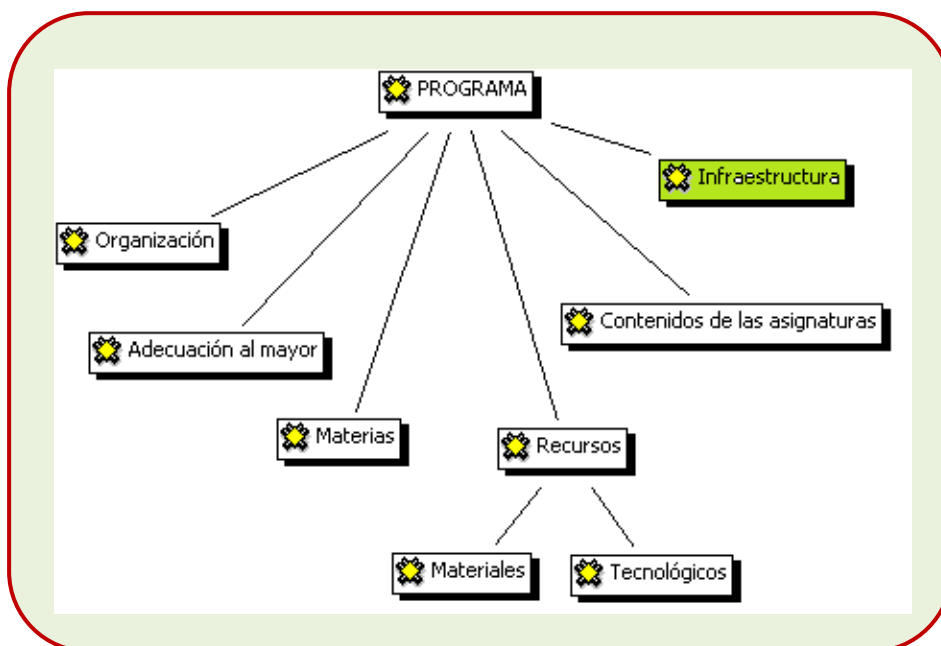 PROGRAMA
Infraestructura
Organización
Contenidos de las asignaturas
Adecuación al mayor
Materias
Recursos
Materiales
Tecnológicos